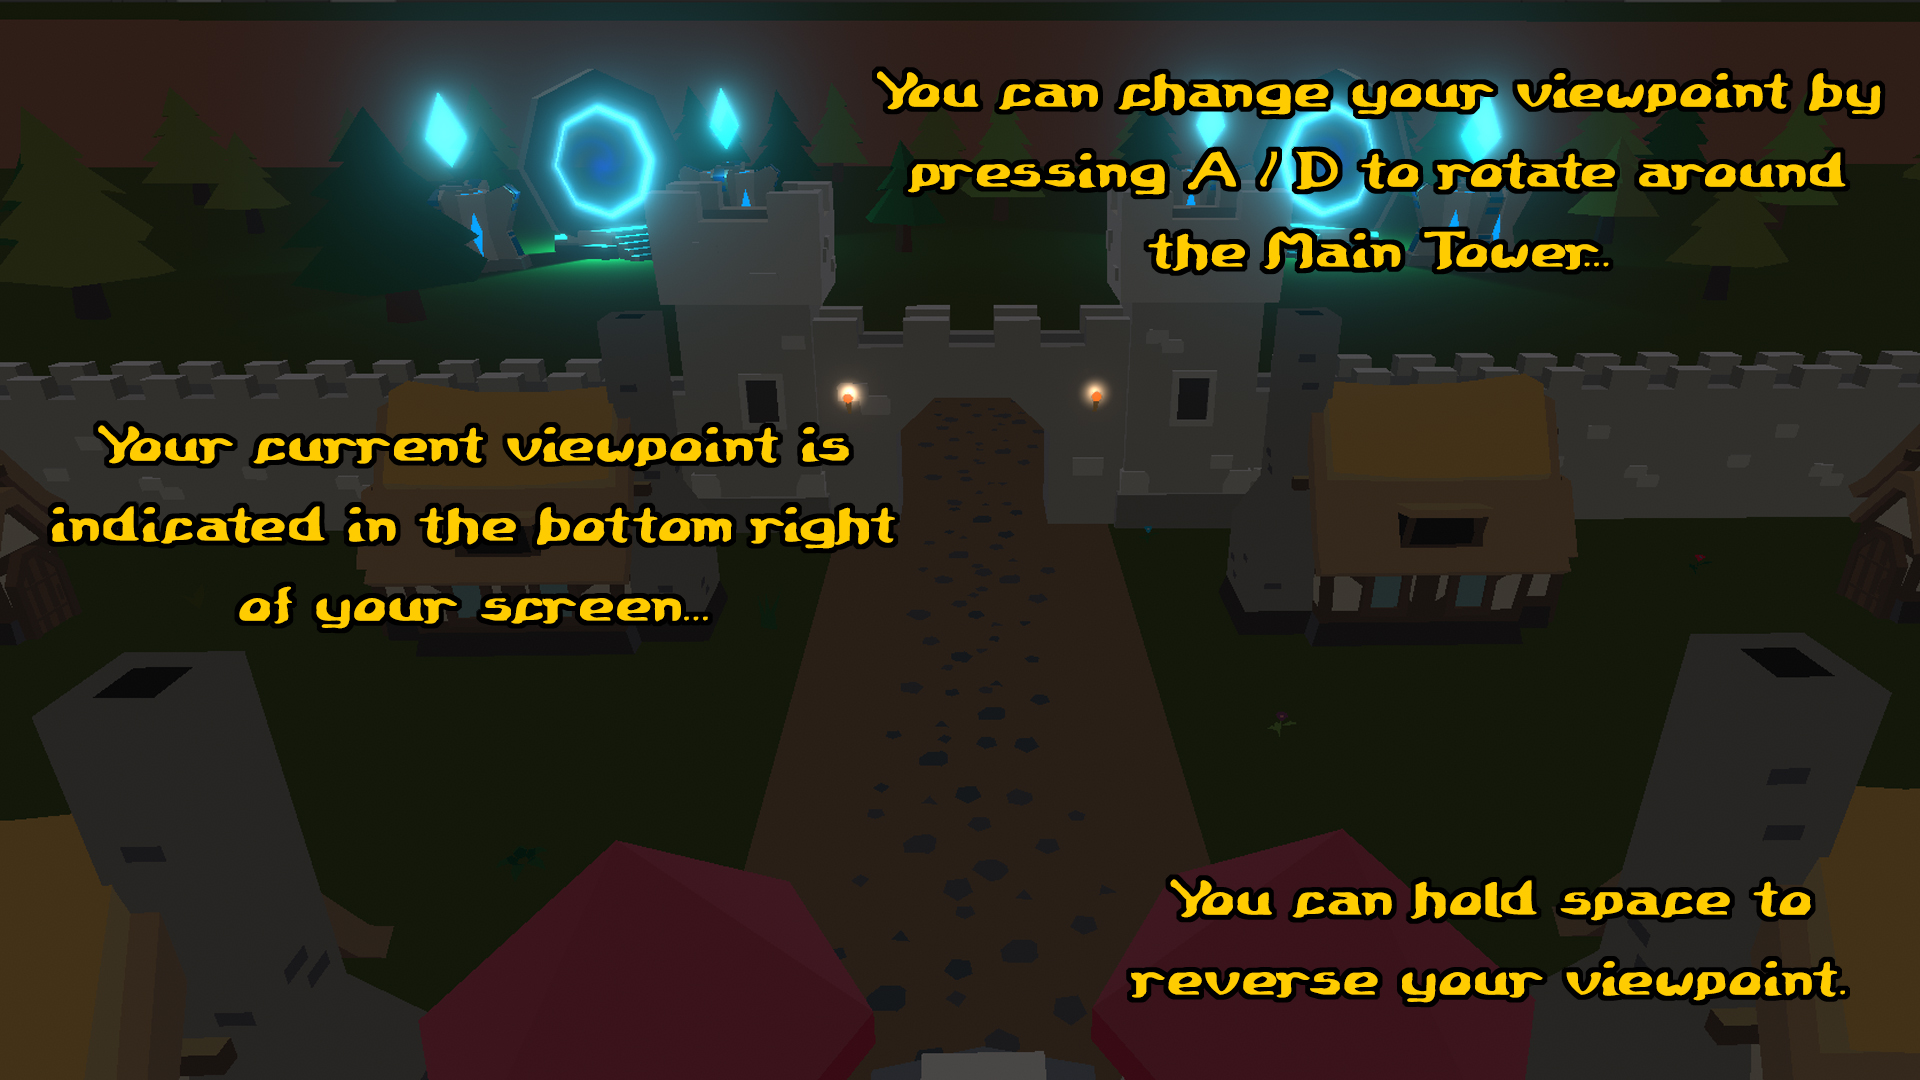 You can change your viewpoint by
pressing A / D to rotate around
the Main Tower...
Your current viewpoint is
indicated in the bottom right
of your screen...
You can hold space to
reverse your viewpoint.